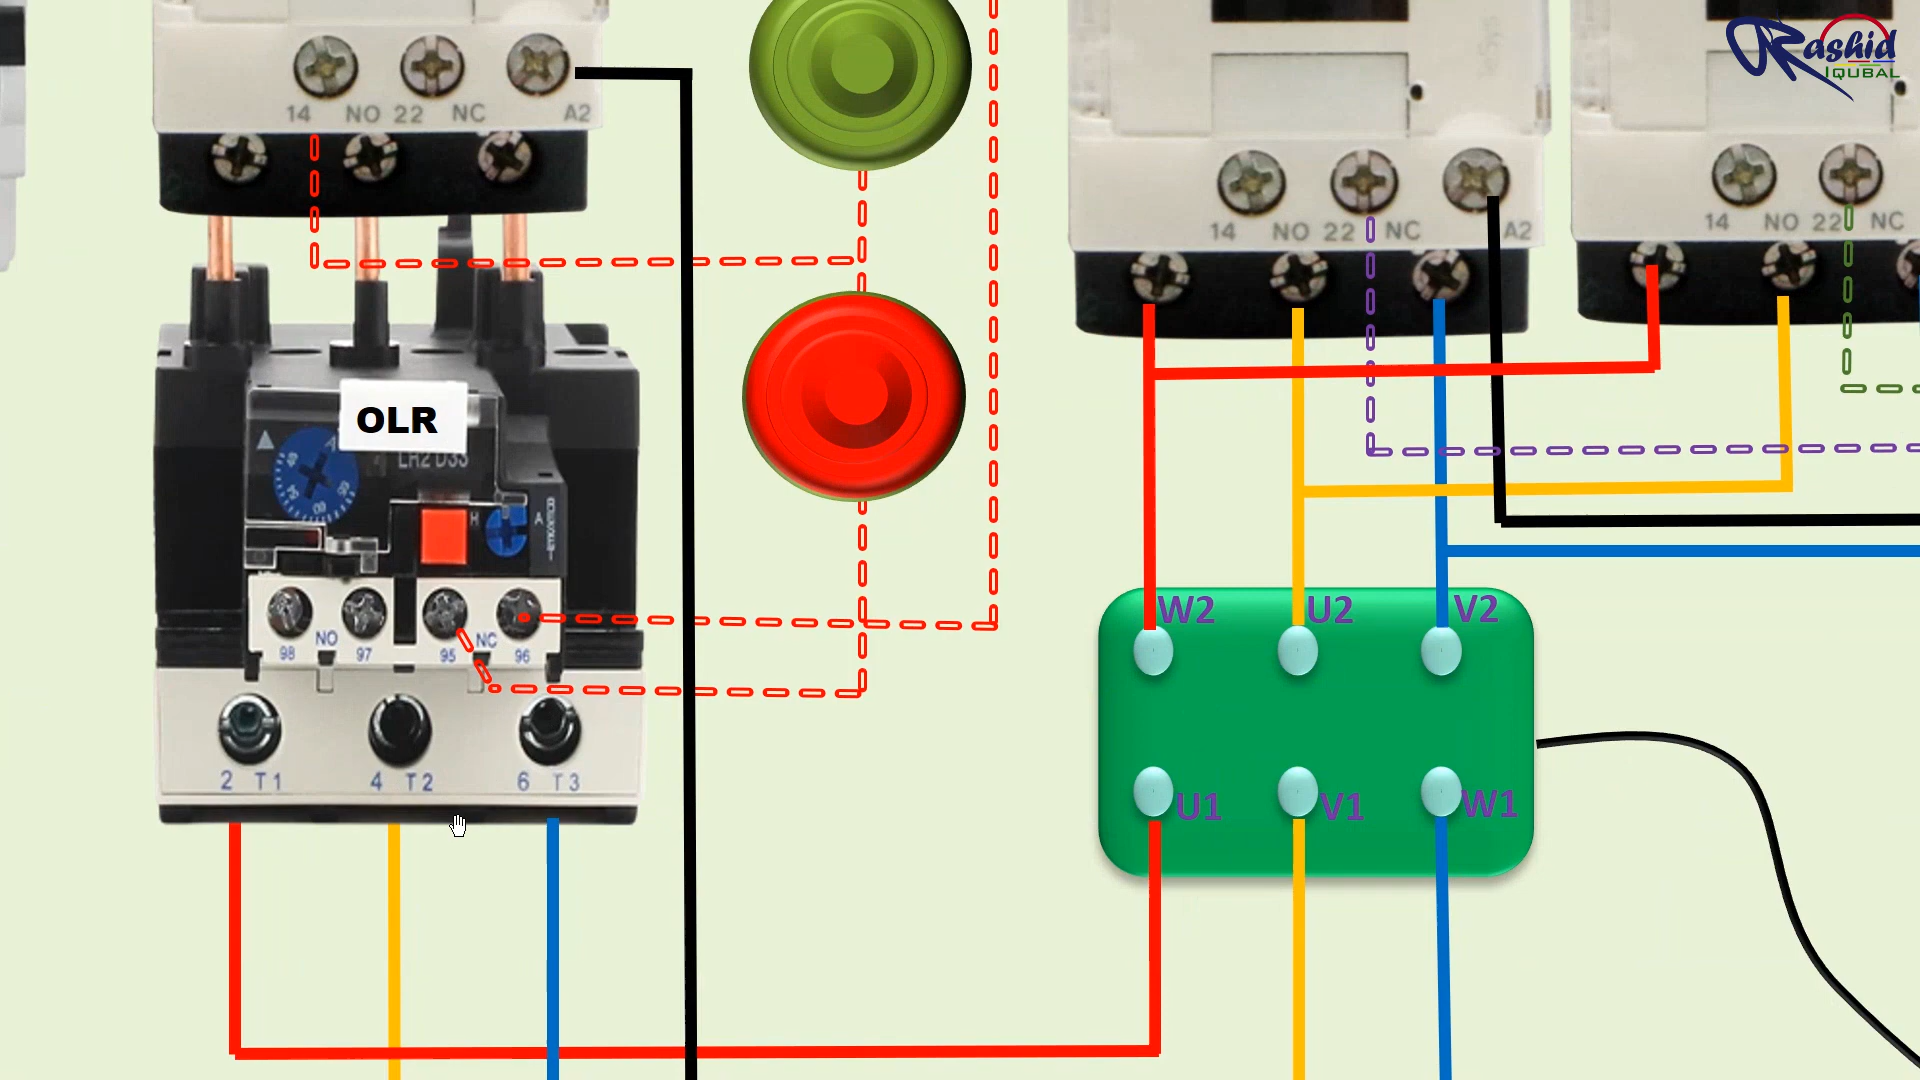 Rashid
IQUBAL
14 NO 22 NC A2
14 NO 22 NC A2
14 NO 22 NC
OLR
LR2 D33
H
A
98 NO 97 95 NC 96
2 T1 4 T2 6 T3
W2 U2 V2
U1 V1 W1